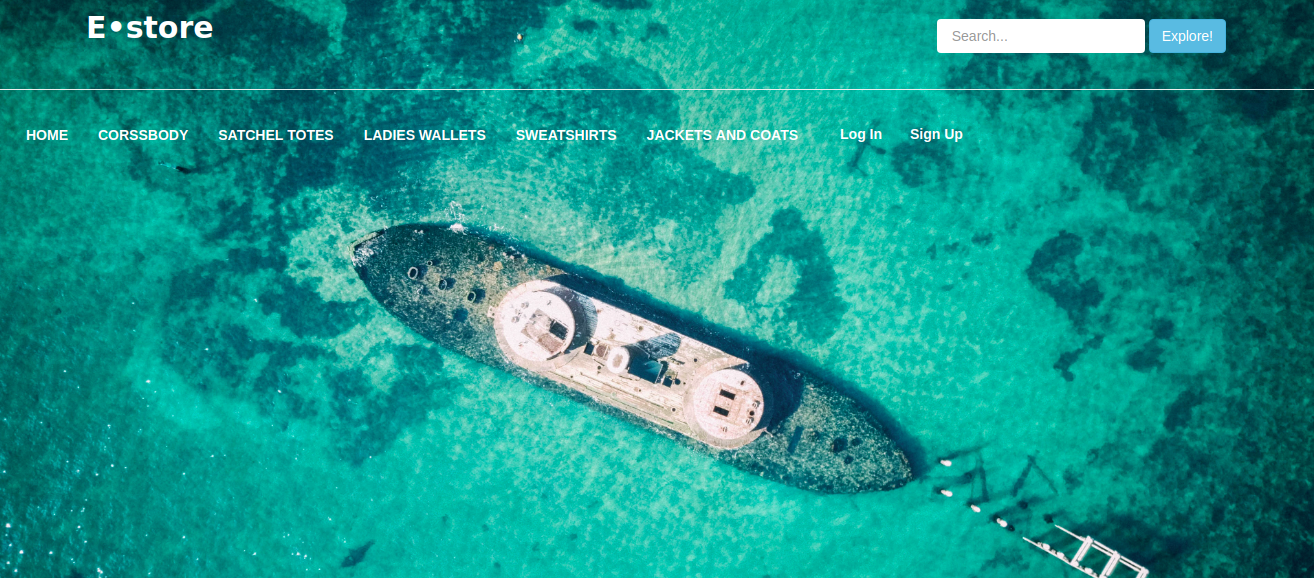 E•store
Search... Explore!
HOME CORSSBODY SATCHEL TOTES LADIES WALLETS SWEATSHIRTS JACKETS AND COATS Log In Sign Up